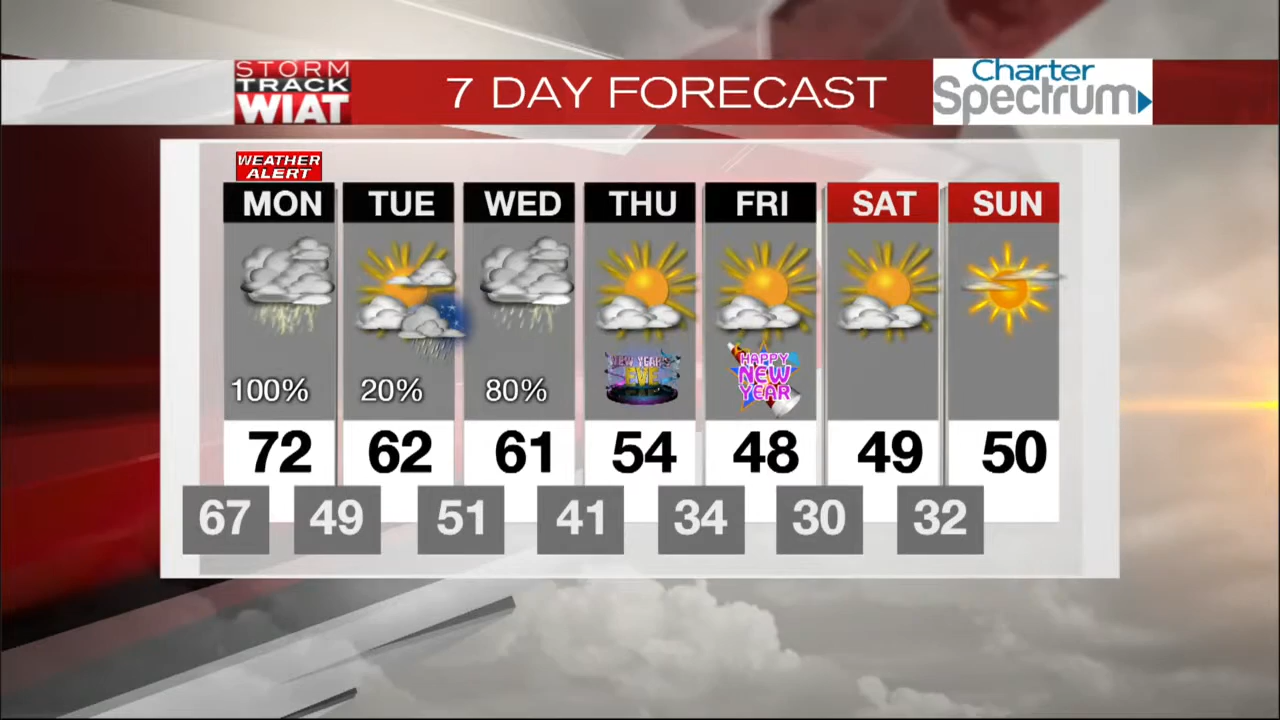 STORM
TRACK
WIAT
7 DAY FORECAST
Charter
Spectrum
WEATHER
ALERT
MON TUE WED THU FRI SAT SUN
NEW YEARS
EVE
HAPPY
NEW
YEAR
100% 20% 80%
72 62 61 54 48 49 50
67 49 51 41 34 30 32